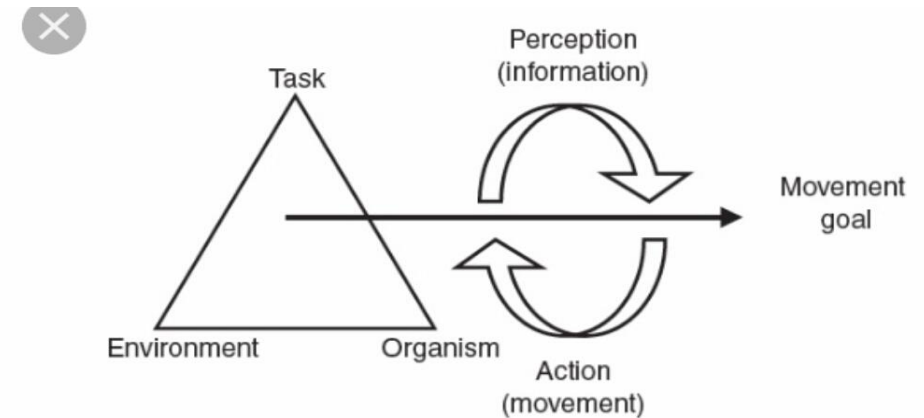 Perception
(information)
Task
Movement
goal
Environment
Organism
Action
(movement)